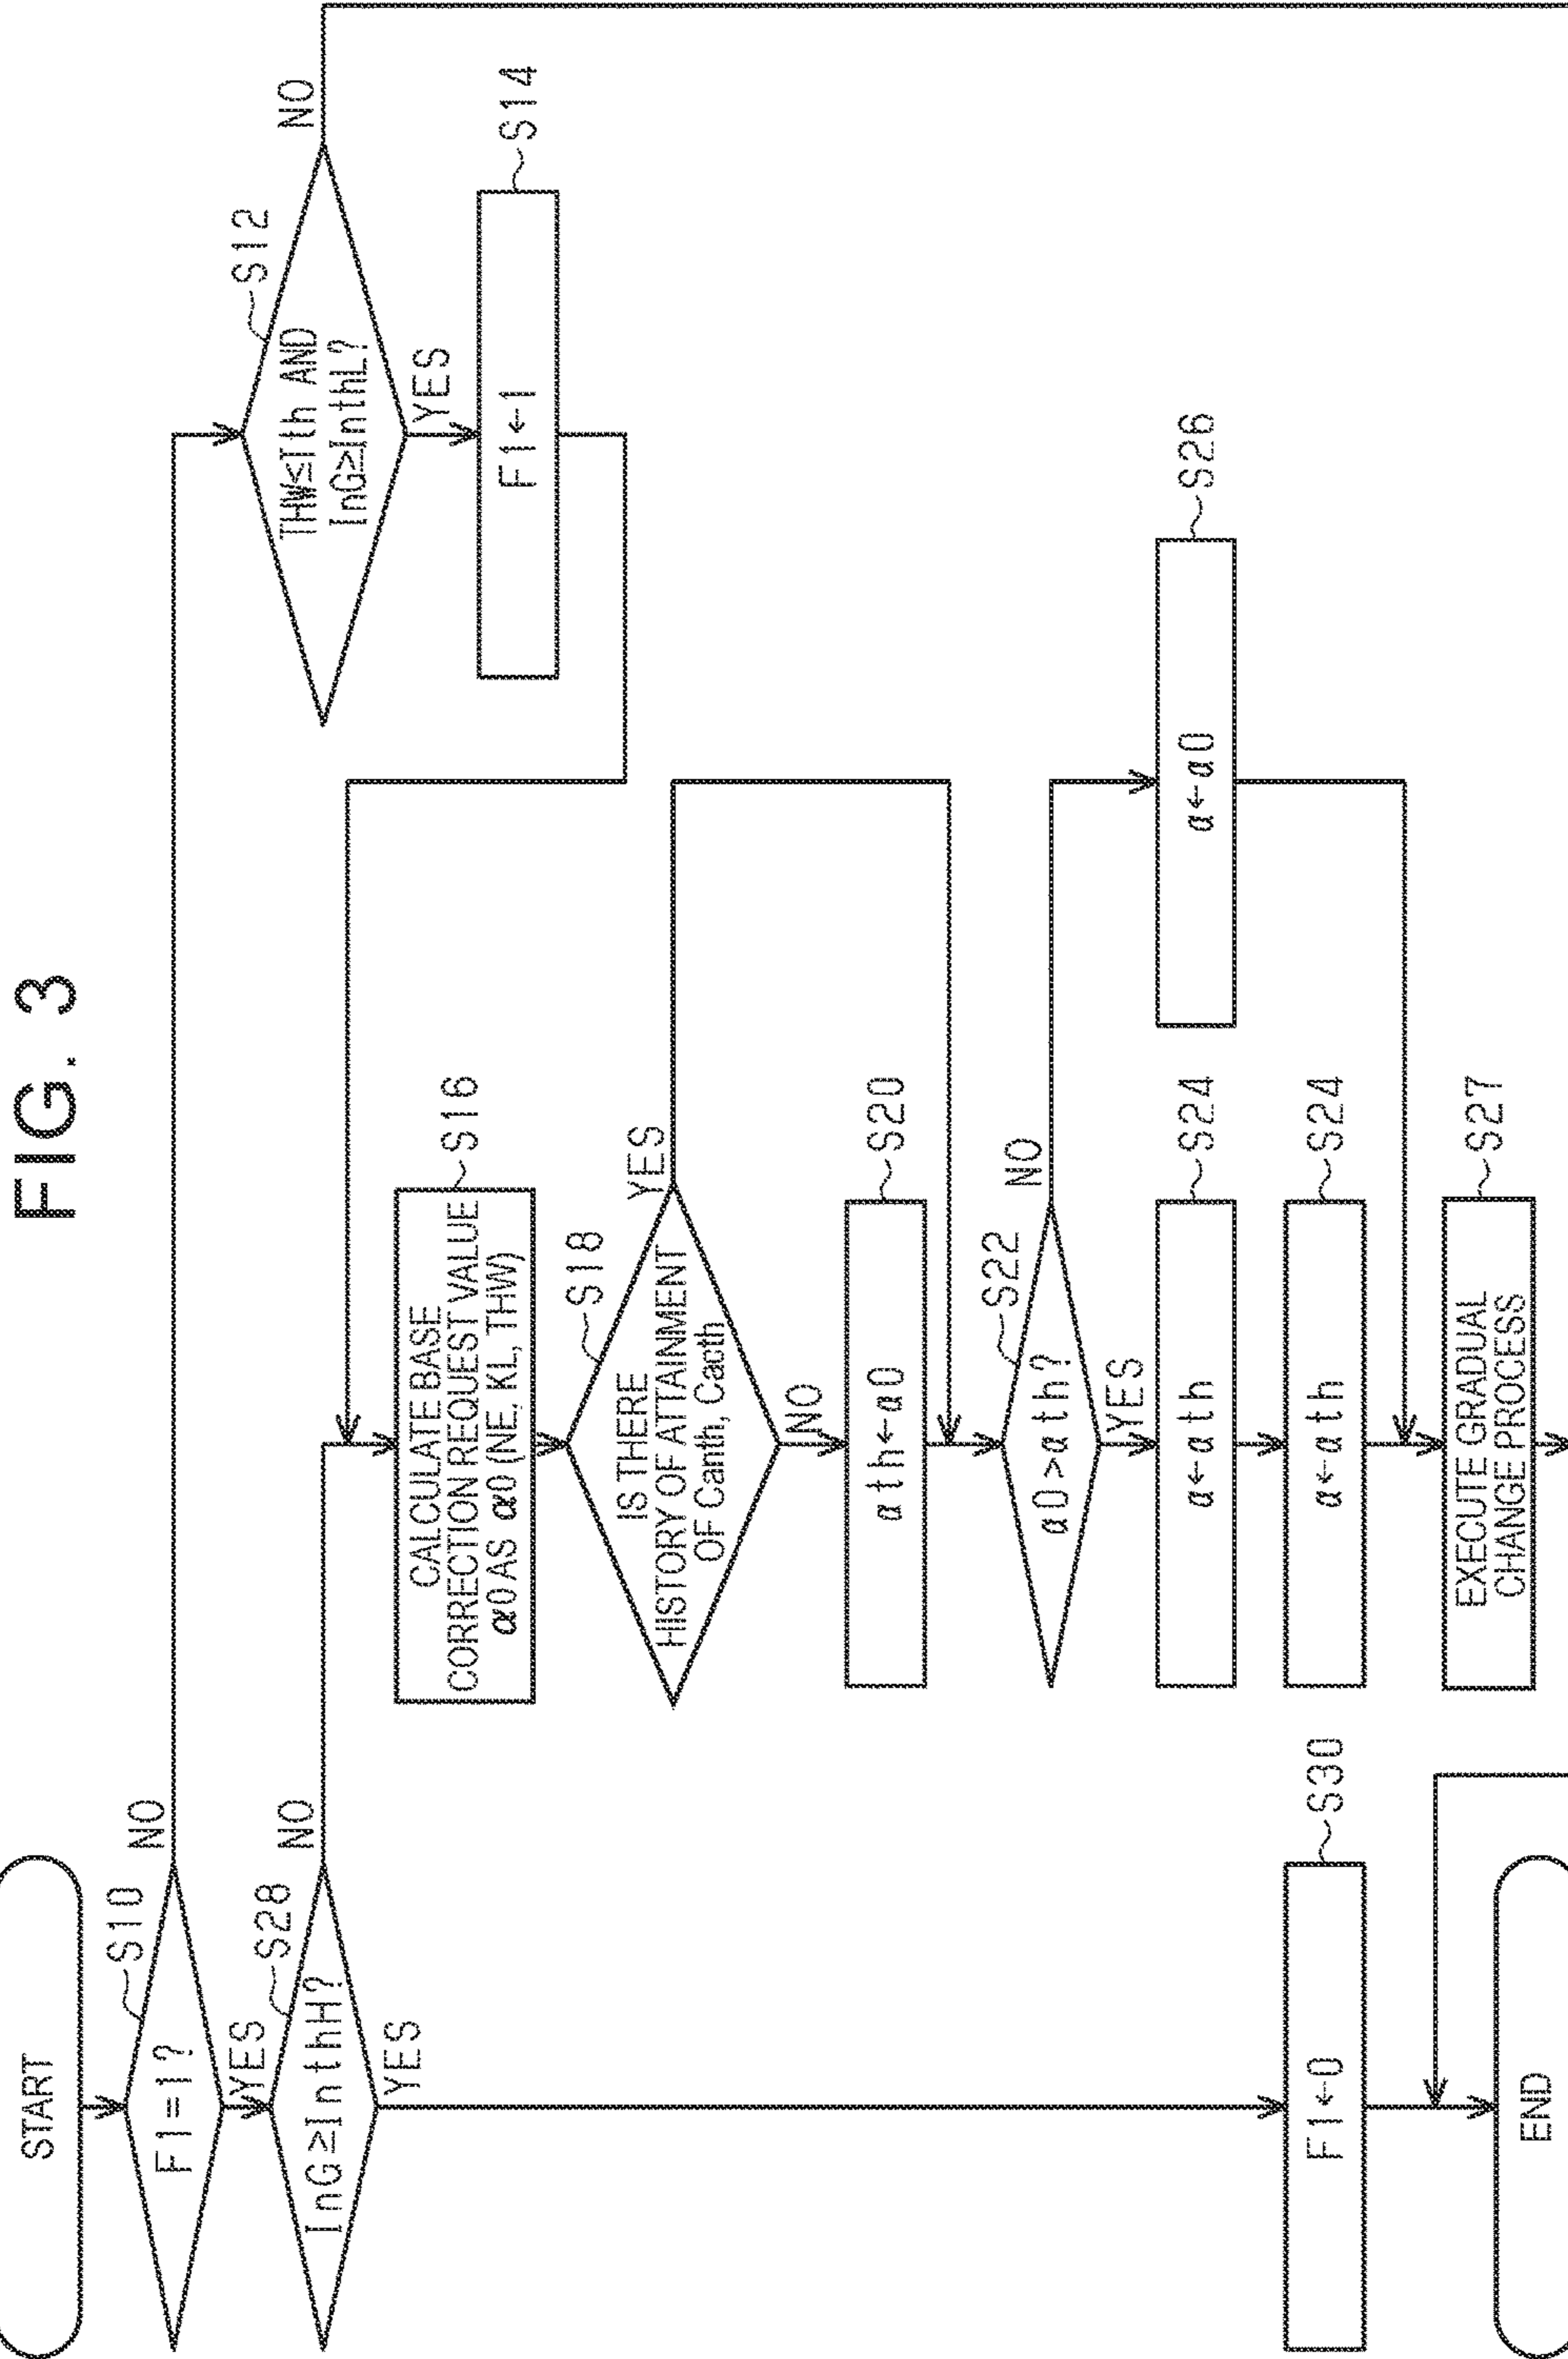 FIG. 3
START
S10
F1=1?
NO
YES
S28
InG≥InthH?
NO
YES
S12
THW≤Tth AND
InG≥InthL?
NO
YES
S14
F1←1
CALCULATE BASE
CORRECTION REQUEST VALUE
α0 AS α0 (NE, KL, THW)
S16
S18
IS THERE
HISTORY OF ATTAINMENT
OF Canth, Cacth
YES
NO
S20
αth←α0
S22
α0>αth?
NO
YES
S24
α←αth
S26
α←α0
S24
α←αth
S27
EXECUTE GRADUAL
CHANGE PROCESS
S30
F1←0
END